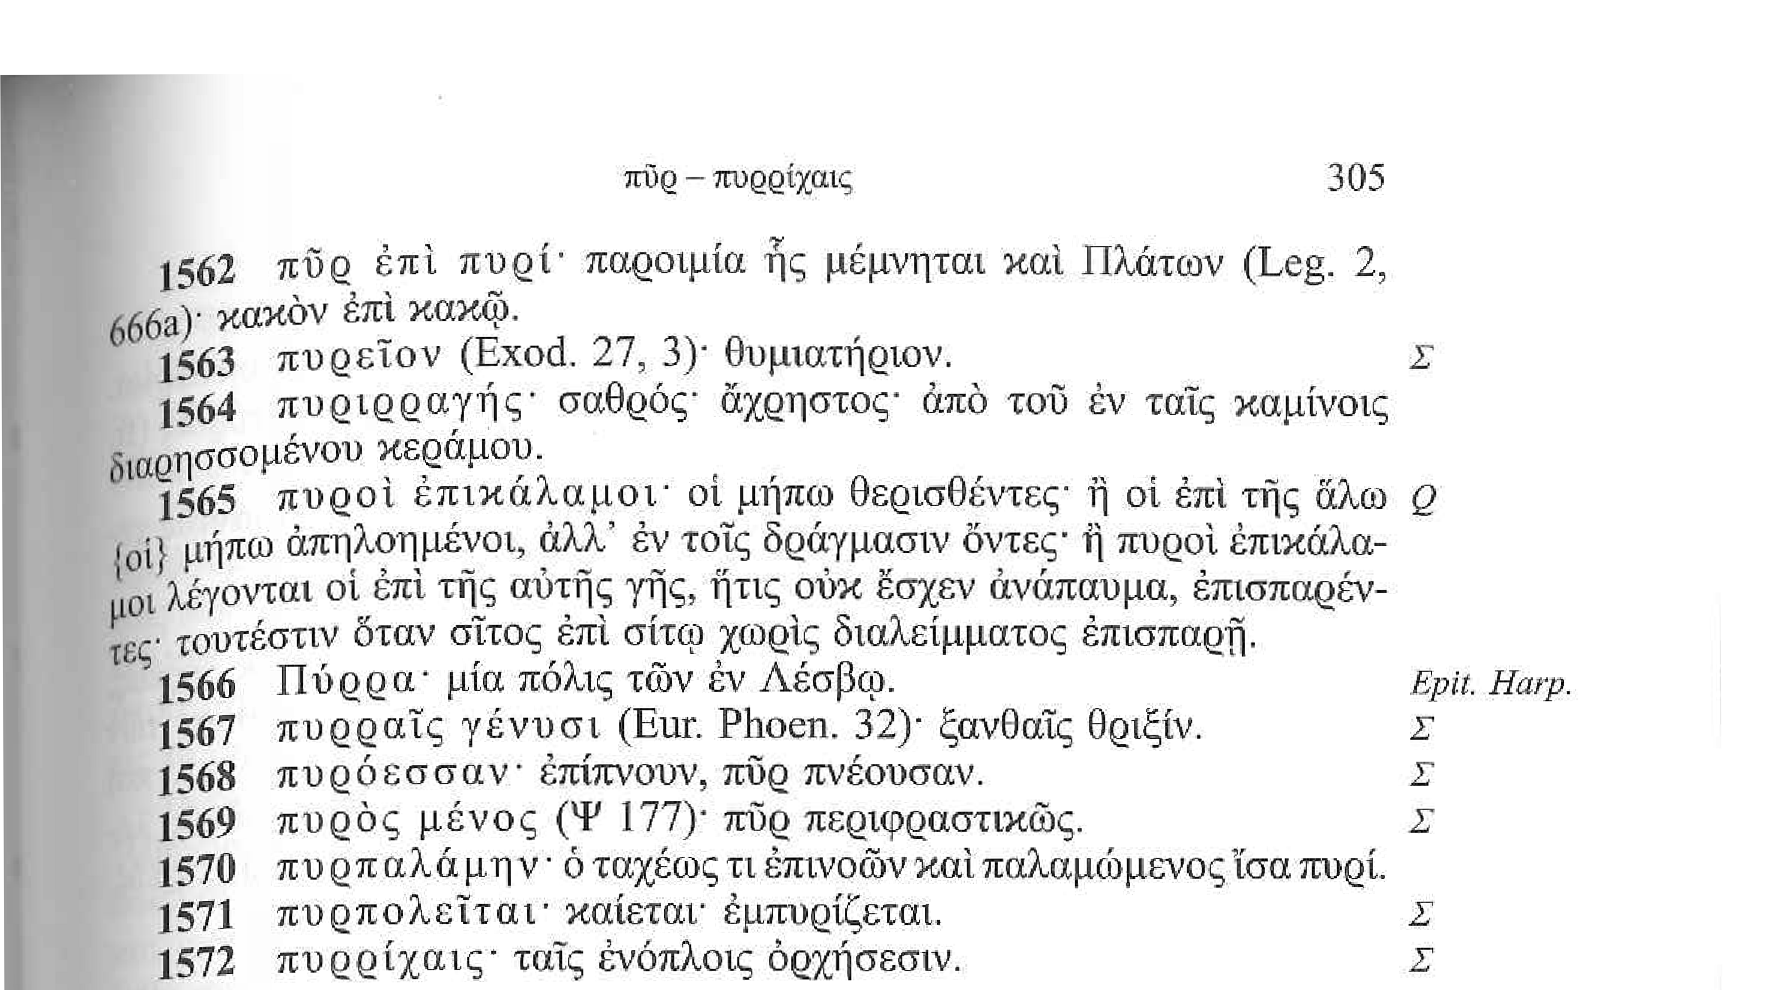 πῦρ – πυρρίχαις 305
1562 πῦρ ἐπὶ πυρί· παροιμία ἧς μέμνηται καὶ Πλάτων (Leg. 2,
666a)· κακὸν ἐπὶ κακῷ.
1563 πυρεῖον (Exod. 27, 3)· θυμιατήριον. Σ
1564 πυριρραγής· σαθρός· ἄχρηστος· ἀπὸ τοῦ ἐν ταῖς καμίνοις
διαρησσομένου κεράμου.
1565 πυροὶ ἐπικάλαμοι· οἱ μήπω θερισθέντες· ἢ οἱ ἐπὶ τῆς ἅλω Q
{οἱ} μήπω ἀπηλοημένοι, ἀλλ’ ἐν τοῖς δράγμασιν ὄντες· ἢ πυροὶ ἐπικάλα-
μοι λέγονται οἱ ἐπὶ τῆς αὐτῆς γῆς, ἥτις οὐκ ἔσχεν ἀνάπαυμα, ἐπισπαρέν-
τες· τουτέστιν ὅταν σῖτος ἐπὶ σίτῳ χωρὶς διαλείμματος ἐπισπαρῇ.
1566 Πύρρα· μία πόλις τῶν ἐν Λέσβῳ. Epit. Harp.
1567 πυρραῖς γένυσι (Eur. Phoen. 32)· ξανθαῖς θριξίν. Σ
1568 πυρόεσσαν· ἐπίπνουν, πῦρ πνέουσαν. Σ
1569 πυρὸς μένος (Ψ 177)· πῦρ περιφραστικῶς. Σ
1570 πυρπαλάμην· ὁ ταχέως τι ἐπινοῶν καὶ παλαμώμενος ἴσα πυρί.
1571 πυρπολεῖται· καίεται· ἐμπυρίζεται. Σ
1572 πυρρίχαις· ταῖς ἐνόπλοις ὀρχήσεσιν. Σ